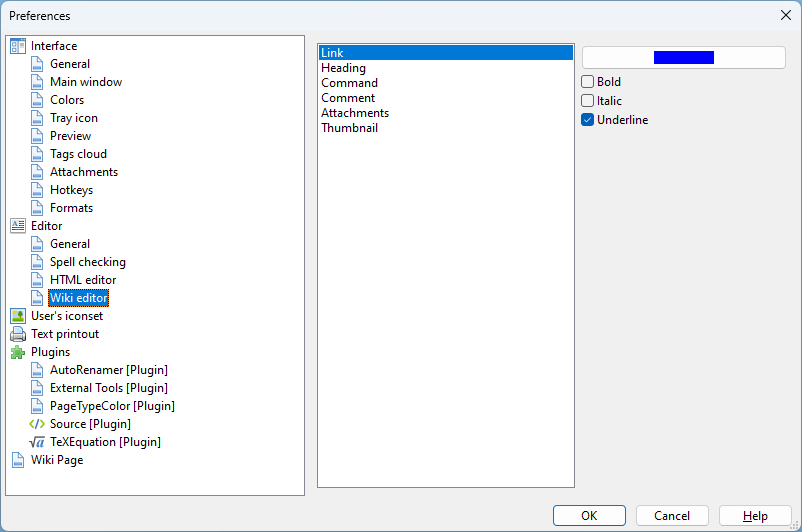 Preferences
Interface
General
Main window
Colors
Tray icon
Preview
Tags cloud
Attachments
Hotkeys
Formats
Editor
General
Spell checking
HTML editor
Wiki editor
User's iconset
Text printout
Plugins
AutoRenamer [Plugin]
External Tools [Plugin]
PageTypeColor [Plugin]
Source [Plugin]
TeXEquation [Plugin]
Wiki Page
Link
Heading
Command
Comment
Attachments
Thumbnail
Bold
Italic
Underline
OK
Cancel
Help